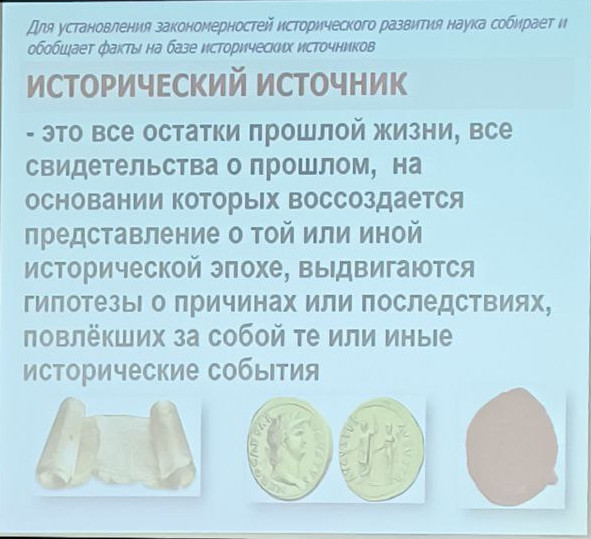 Для установления закономерностей исторического развития наука собирает и
обобщает факты на базе исторических источников
ИСТОРИЧЕСКИЙ ИСТОЧНИК
- это все остатки прошлой жизни, все
свидетельства о прошлом, на
основании которых воссоздается
представление о той или иной
исторической эпохе, выдвигаются
гипотезы о причинах или последствиях,
повлёкших за собой те или иные
исторические события